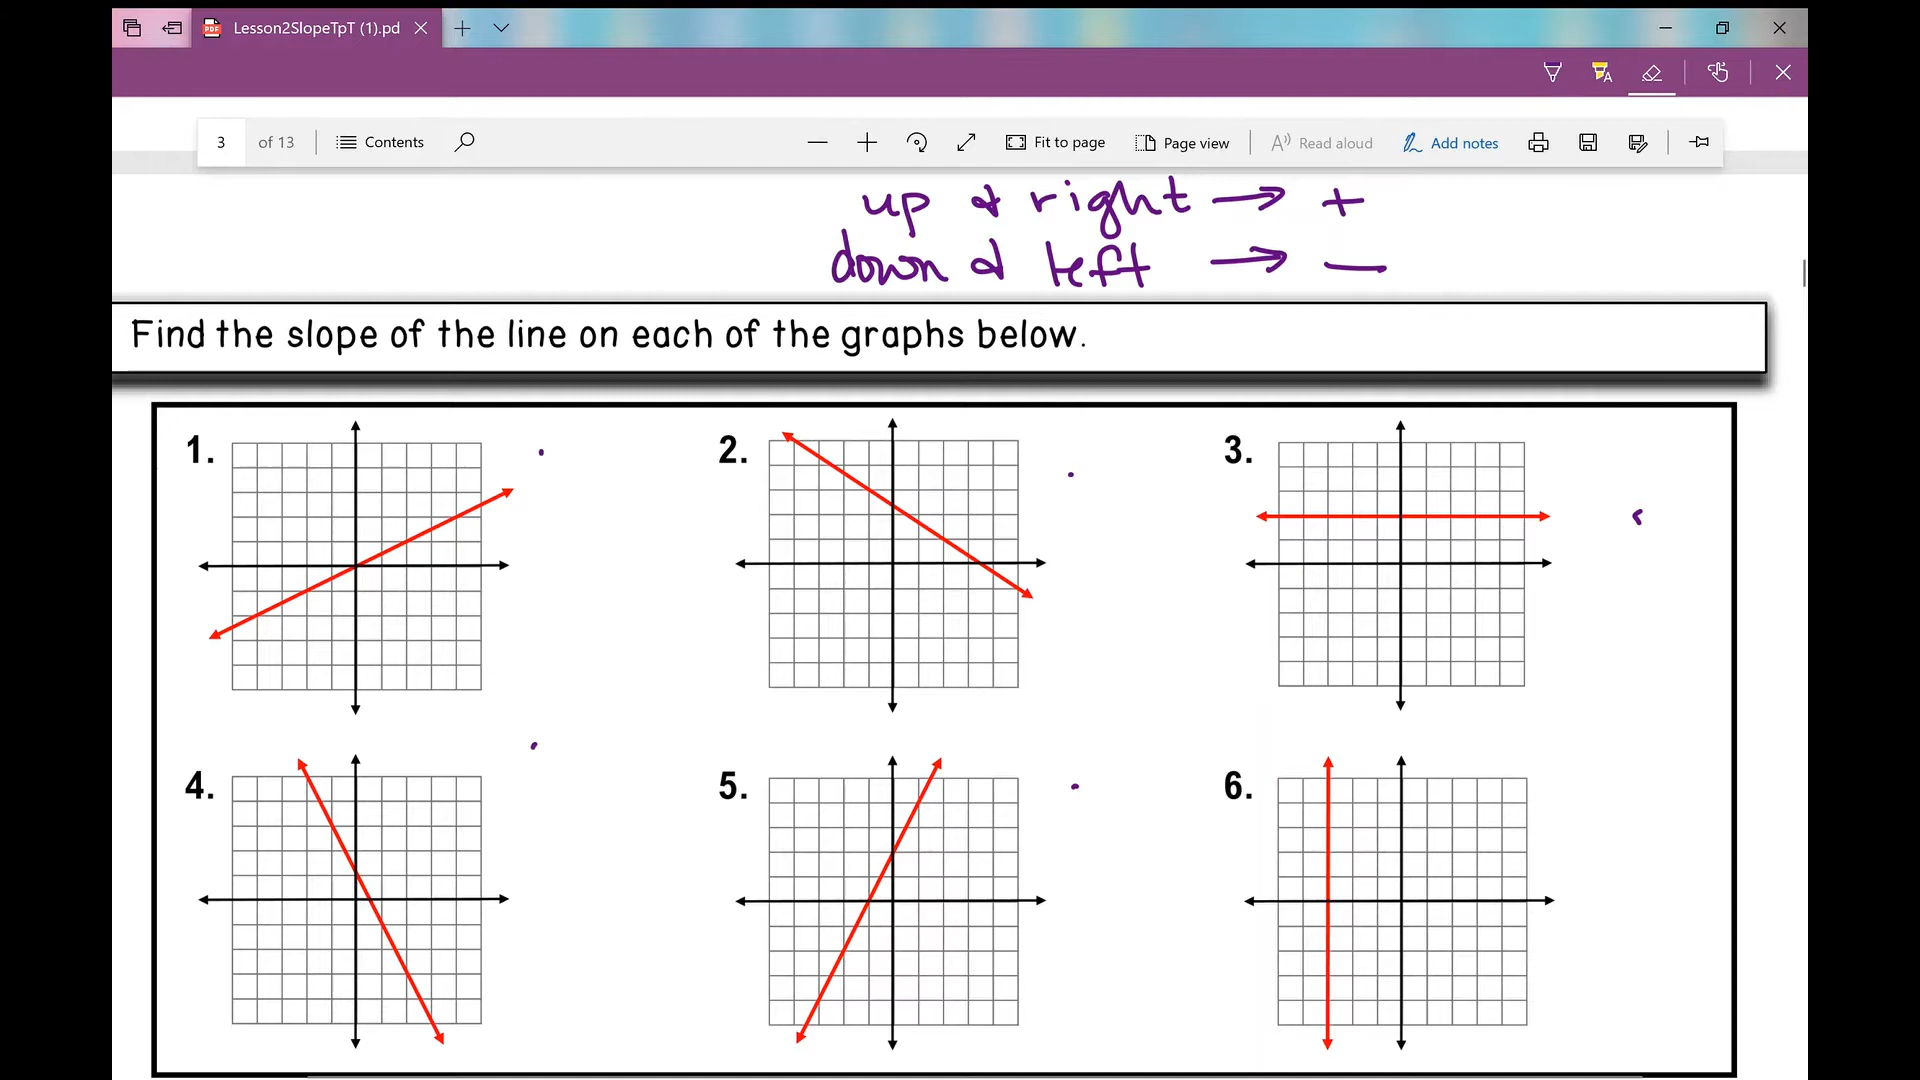 Lesson2SlopeTpT (1).pd
3 of 13 Contents Fit to page Page view Read aloud Add notes
up & right → +
down & left → −
Find the slope of the line on each of the graphs below.
1. 2. 3.
4. 5. 6.